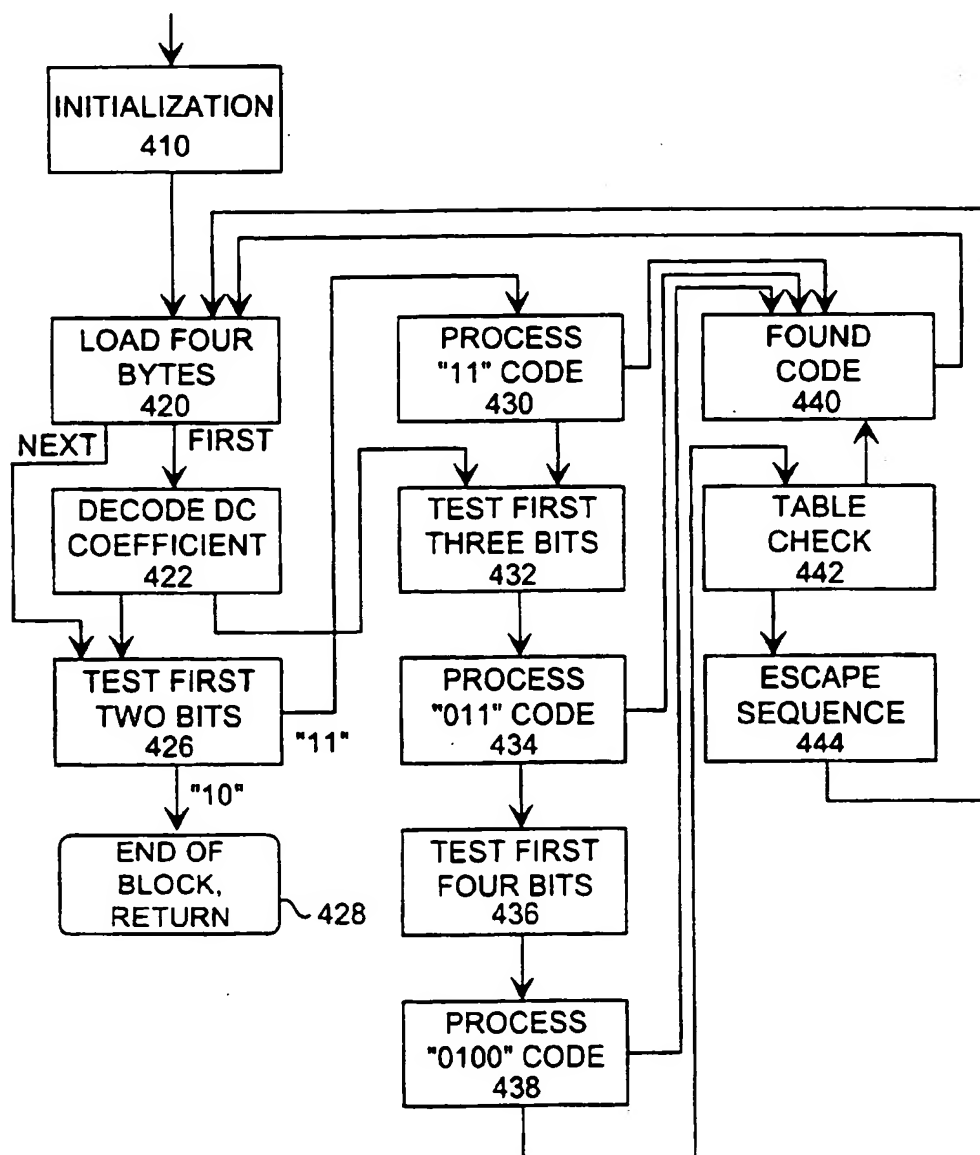 INITIALIZATION
410
LOAD FOUR
BYTES
420
NEXT
FIRST
DECODE DC
COEFFICIENT
422
TEST FIRST
TWO BITS
426
"11"
"10"
END OF
BLOCK,
RETURN
428
PROCESS
"11" CODE
430
TEST FIRST
THREE BITS
432
PROCESS
"011" CODE
434
TEST FIRST
FOUR BITS
436
PROCESS
"0100" CODE
438
FOUND
CODE
440
TABLE
CHECK
442
ESCAPE
SEQUENCE
444